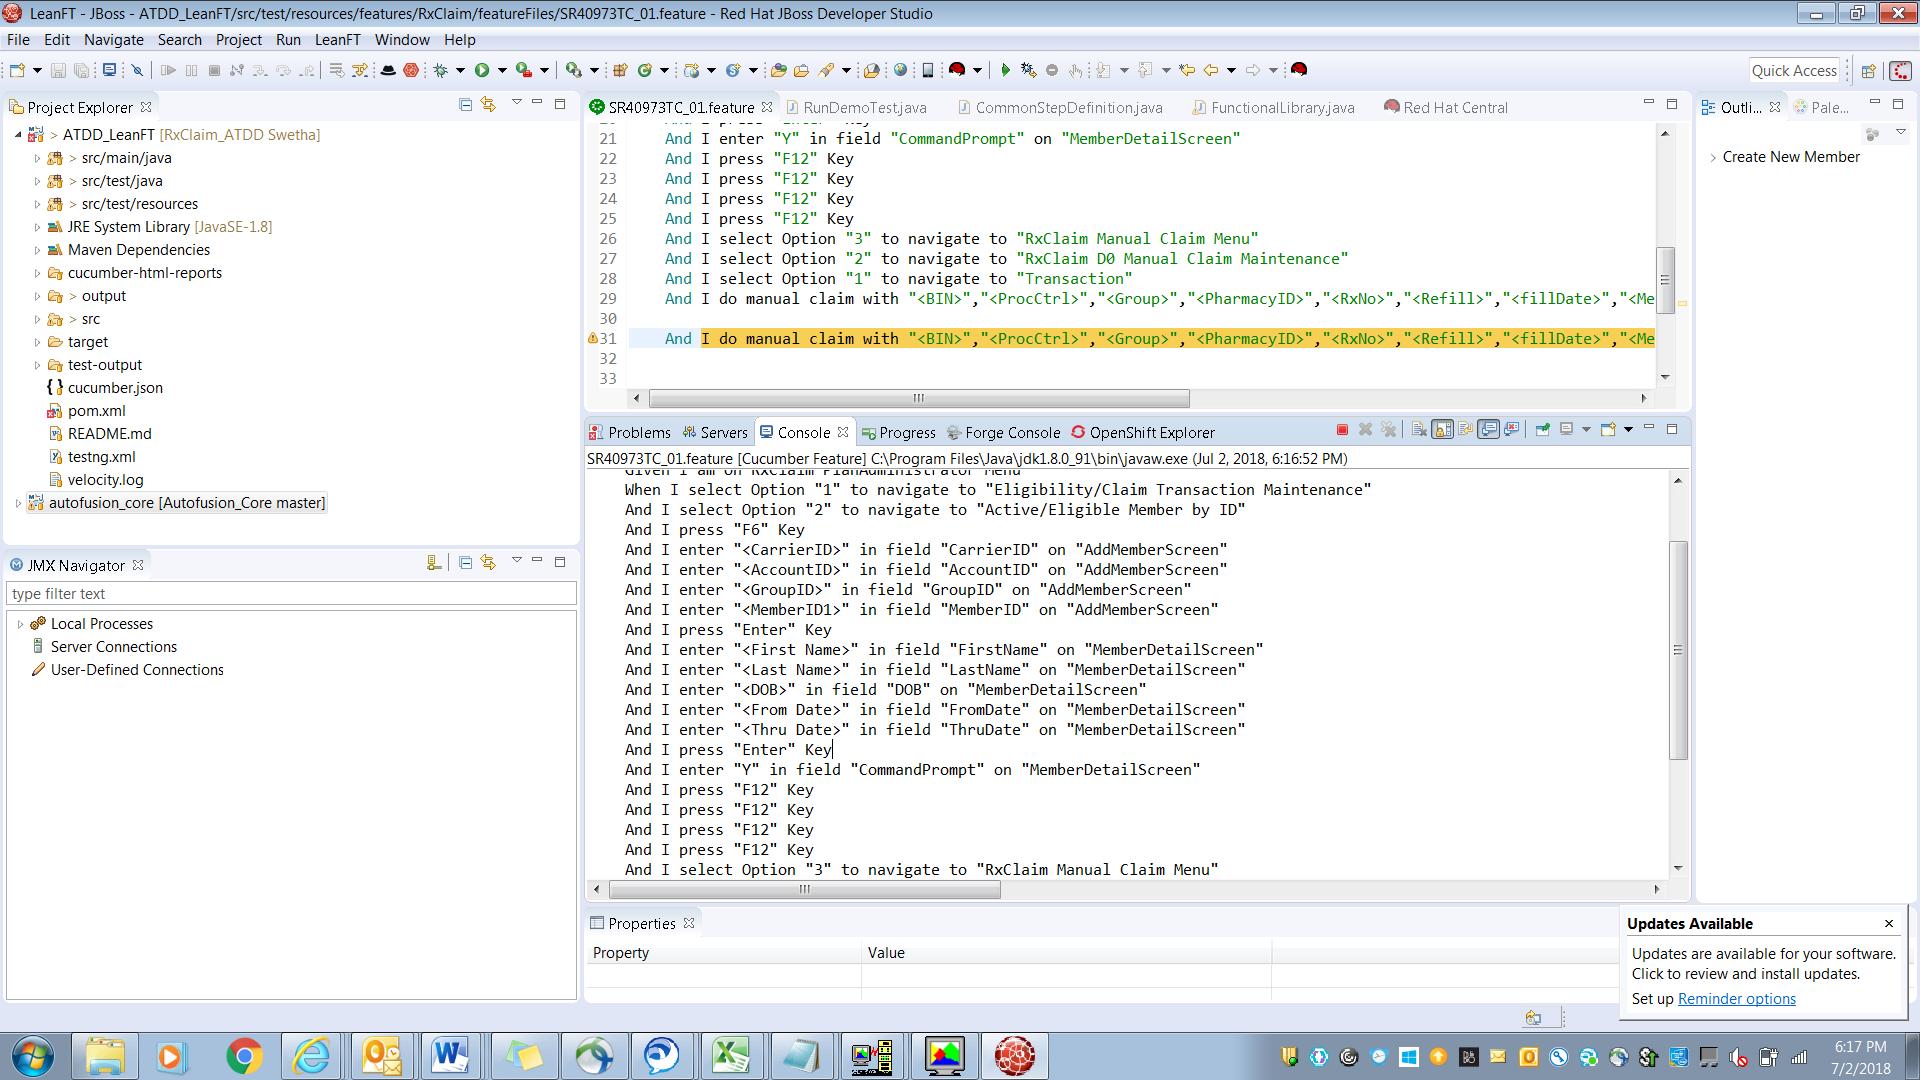 LeanFT - JBoss - ATDD_LeanFT/src/test/resources/features/RxClaim/featureFiles/SR40973TC_01.feature - Red Hat JBoss Developer Studio
File Edit Navigate Search Project Run LeanFT Window Help
Quick Access
Project Explorer
ATDD_LeanFT [RxClaim_ATDD Swetha]
> src/main/java
> src/test/java
> src/test/resources
JRE System Library [JavaSE-1.8]
Maven Dependencies
cucumber-html-reports
> output
> src
target
test-output
cucumber.json
pom.xml
README.md
testng.xml
velocity.log
autofusion_core [Autofusion_Core master]
JMX Navigator
type filter text
Local Processes
Server Connections
User-Defined Connections
SR40973TC_01.feature RunDemoTest.java CommonStepDefinition.java FunctionalLibrary.java Red Hat Central
21 And I enter "Y" in field "CommandPrompt" on "MemberDetailScreen"
22 And I press "F12" Key
23 And I press "F12" Key
24 And I press "F12" Key
25 And I press "F12" Key
26 And I select Option "3" to navigate to "RxClaim Manual Claim Menu"
27 And I select Option "2" to navigate to "RxClaim D0 Manual Claim Maintenance"
28 And I select Option "1" to navigate to "Transaction"
29 And I do manual claim with "<BIN>","<ProcCtrl>","<Group>","<PharmacyID>","<RxNo>","<Refill>","<fillDate>","<Me
30
31 And I do manual claim with "<BIN>","<ProcCtrl>","<Group>","<PharmacyID>","<RxNo>","<Refill>","<fillDate>","<Me
32
33
Problems Servers Console Progress Forge Console OpenShift Explorer
SR40973TC_01.feature [Cucumber Feature] C:\Program Files\Java\jdk1.8.0_91\bin\javaw.exe (Jul 2, 2018, 6:16:52 PM)
Given I am on RxClaim PlanAdministrator Menu
When I select Option "1" to navigate to "Eligibility/Claim Transaction Maintenance"
And I select Option "2" to navigate to "Active/Eligible Member by ID"
And I press "F6" Key
And I enter "<CarrierID>" in field "CarrierID" on "AddMemberScreen"
And I enter "<AccountID>" in field "AccountID" on "AddMemberScreen"
And I enter "<GroupID>" in field "GroupID" on "AddMemberScreen"
And I enter "<MemberID1>" in field "MemberID" on "AddMemberScreen"
And I press "Enter" Key
And I enter "<First Name>" in field "FirstName" on "MemberDetailScreen"
And I enter "<Last Name>" in field "LastName" on "MemberDetailScreen"
And I enter "<DOB>" in field "DOB" on "MemberDetailScreen"
And I enter "<From Date>" in field "FromDate" on "MemberDetailScreen"
And I enter "<Thru Date>" in field "ThruDate" on "MemberDetailScreen"
And I press "Enter" Key
And I enter "Y" in field "CommandPrompt" on "MemberDetailScreen"
And I press "F12" Key
And I press "F12" Key
And I press "F12" Key
And I press "F12" Key
And I select Option "3" to navigate to "RxClaim Manual Claim Menu"
Properties
Property Value
Outli... Pale...
Create New Member
Updates Available
Updates are available for your software.
Click to review and install updates.
Set up Reminder options
6:17 PM
7/2/2018